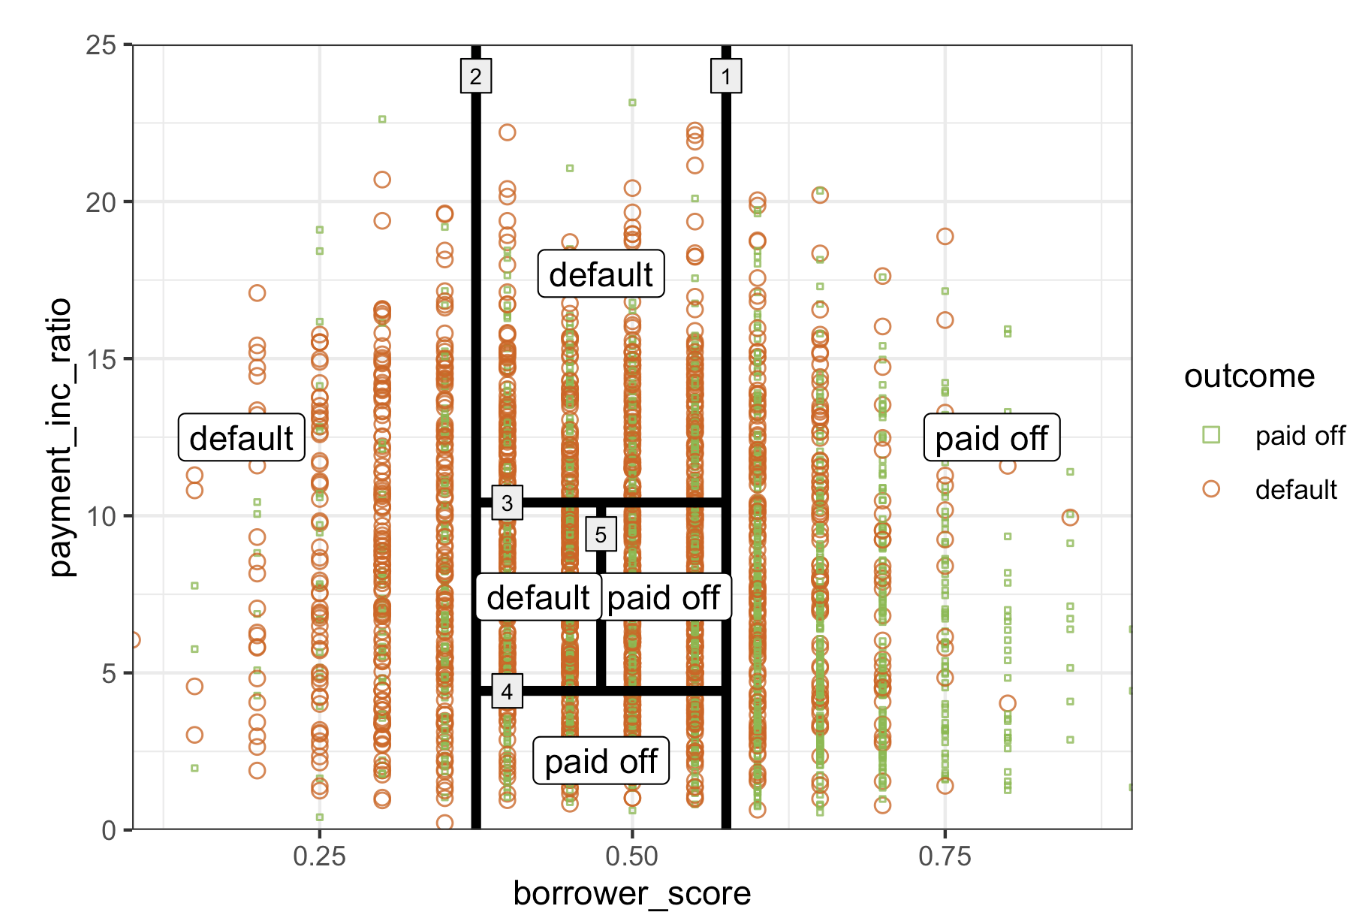 25
20
15
10
5
0
payment_inc_ratio
2
1
default
default
paid off
3
5
default
paid off
4
paid off
0.25
0.50
0.75
borrower_score
outcome
paid off
default